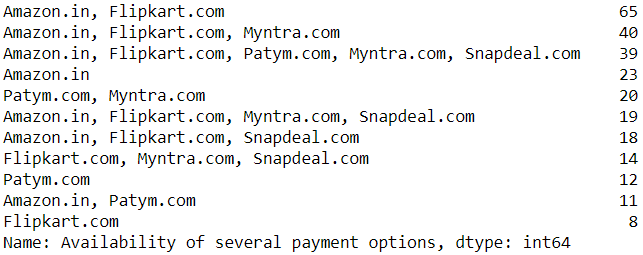 Amazon.in, Flipkart.com 65
Amazon.in, Flipkart.com, Myntra.com 40
Amazon.in, Flipkart.com, Patym.com, Myntra.com, Snapdeal.com 39
Amazon.in 23
Patym.com, Myntra.com 20
Amazon.in, Flipkart.com, Myntra.com, Snapdeal.com 19
Amazon.in, Flipkart.com, Snapdeal.com 18
Flipkart.com, Myntra.com, Snapdeal.com 14
Patym.com 12
Amazon.in, Patym.com 11
Flipkart.com 8
Name: Availability of several payment options, dtype: int64